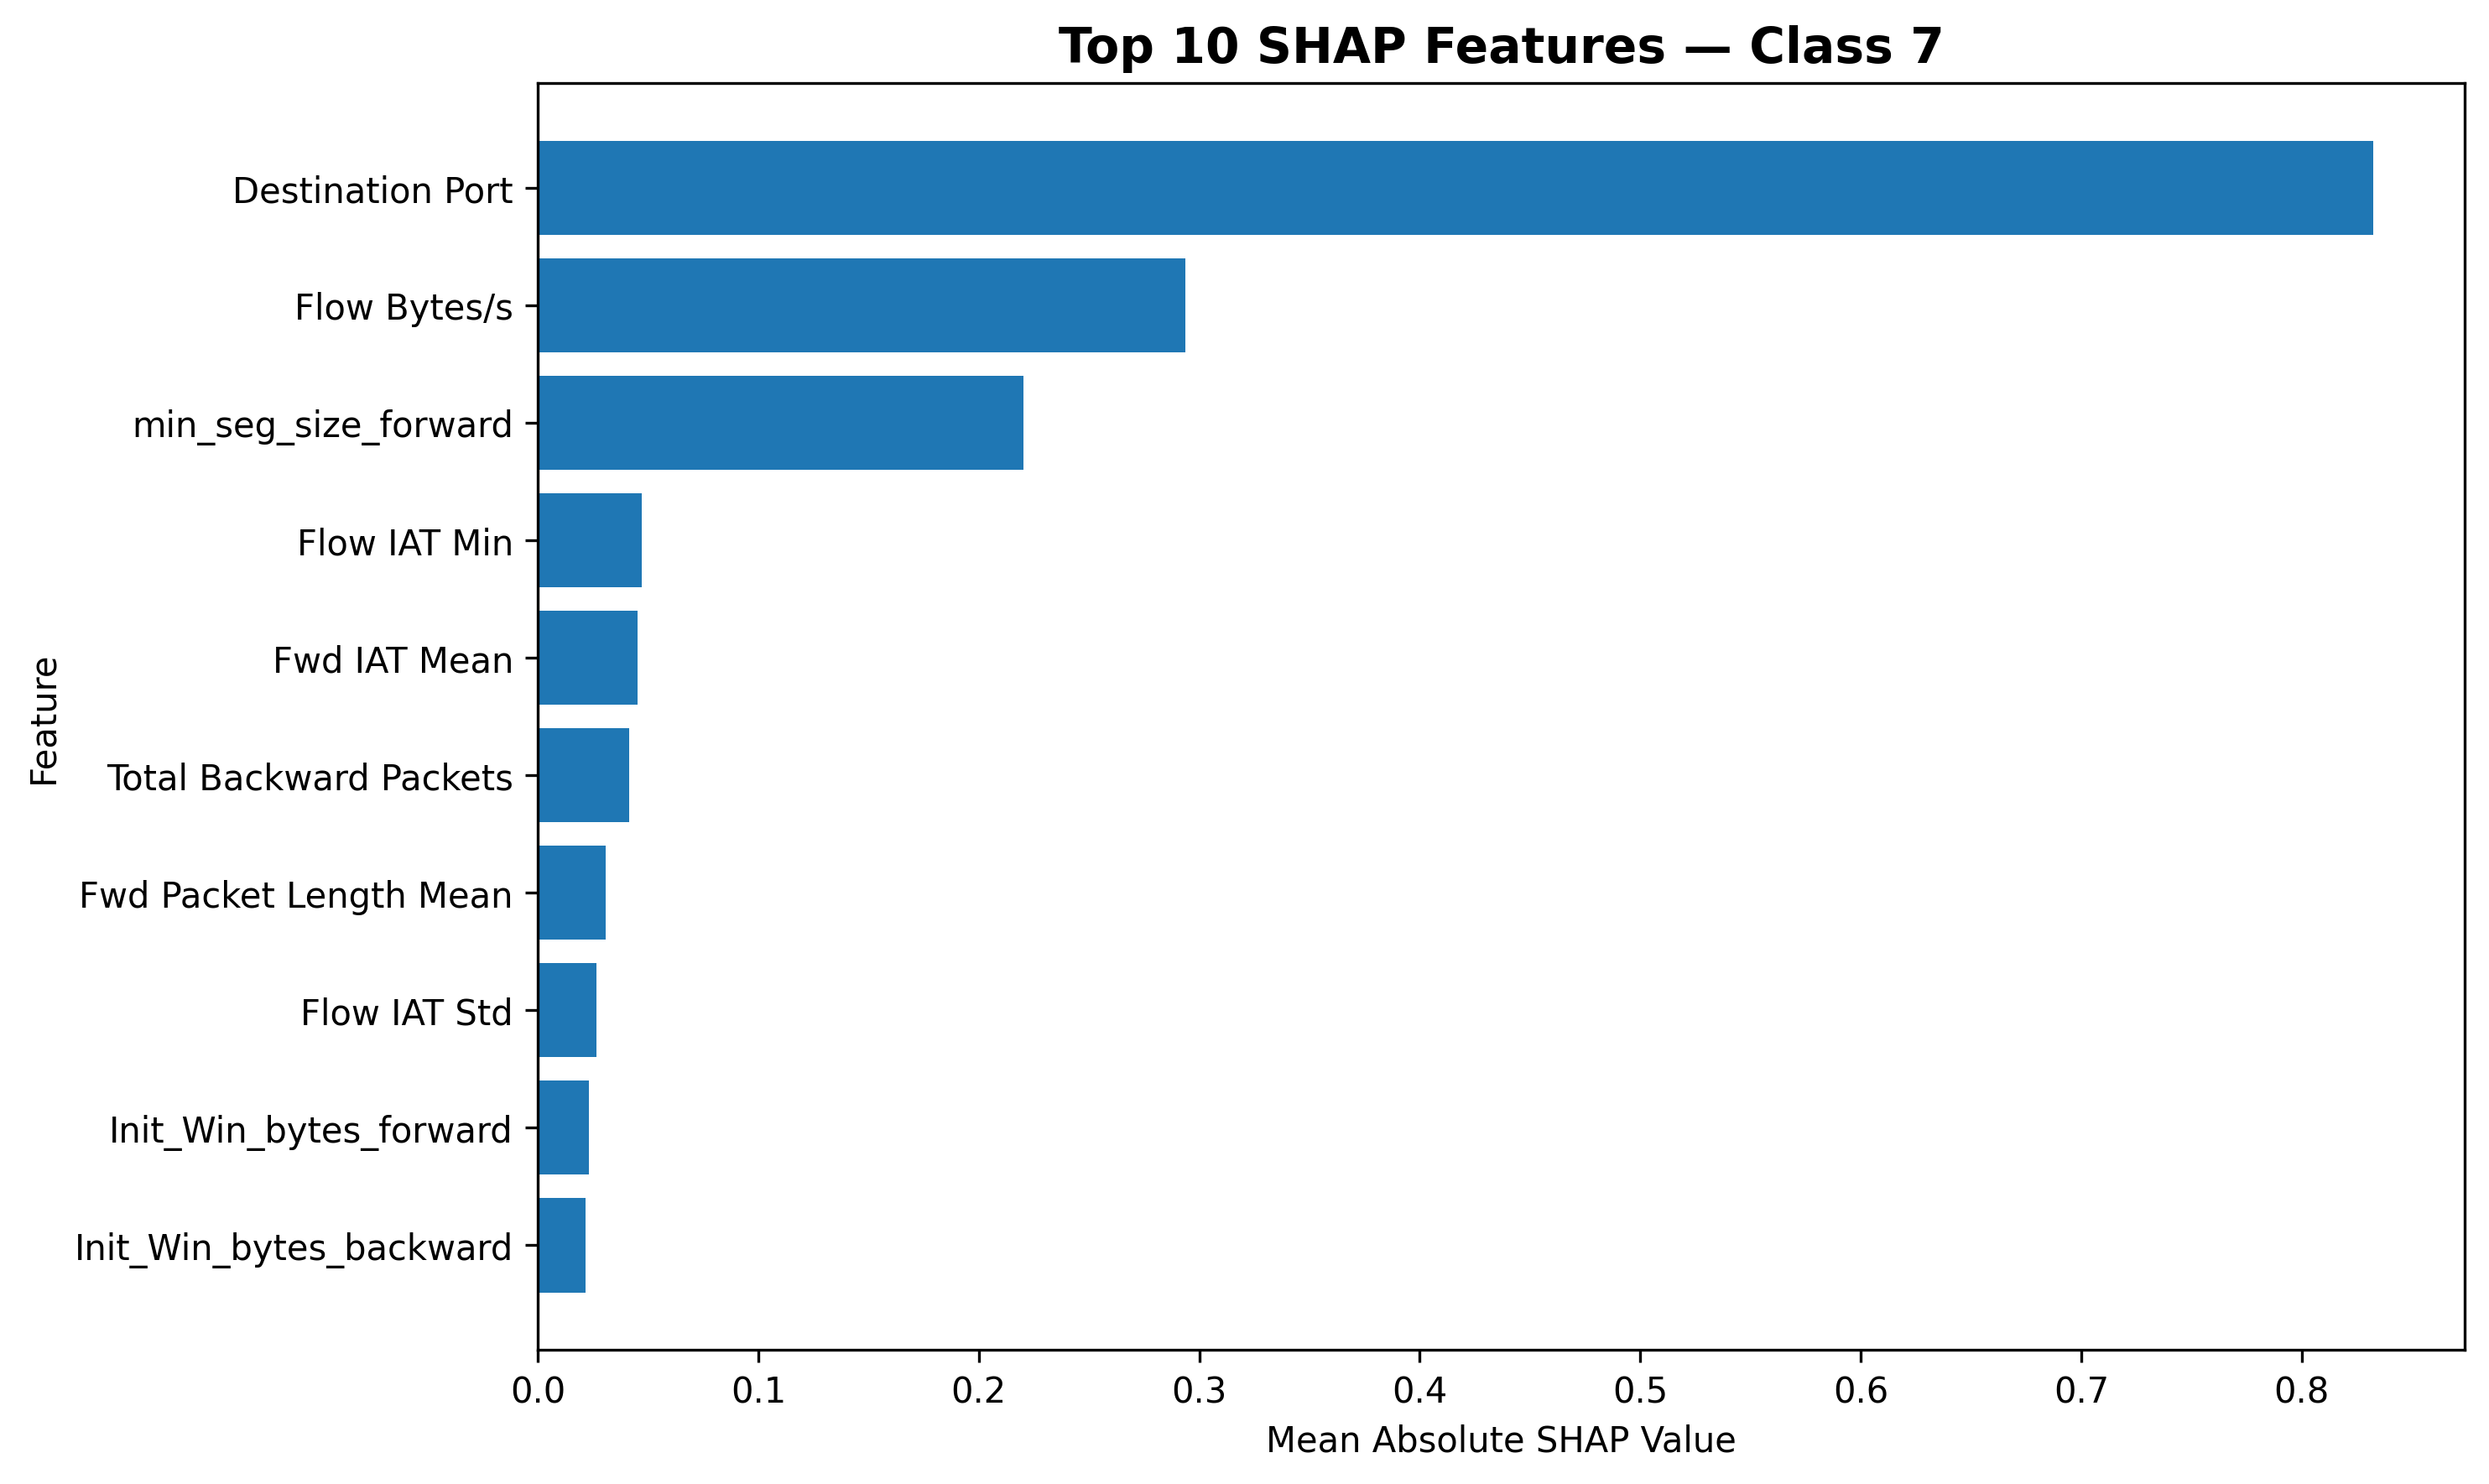 Top 10 SHAP Features — Class 7
Feature
Destination Port
Flow Bytes/s
min_seg_size_forward
Flow IAT Min
Fwd IAT Mean
Total Backward Packets
Fwd Packet Length Mean
Flow IAT Std
Init_Win_bytes_forward
Init_Win_bytes_backward
0.0 0.1 0.2 0.3 0.4 0.5 0.6 0.7 0.8
Mean Absolute SHAP Value